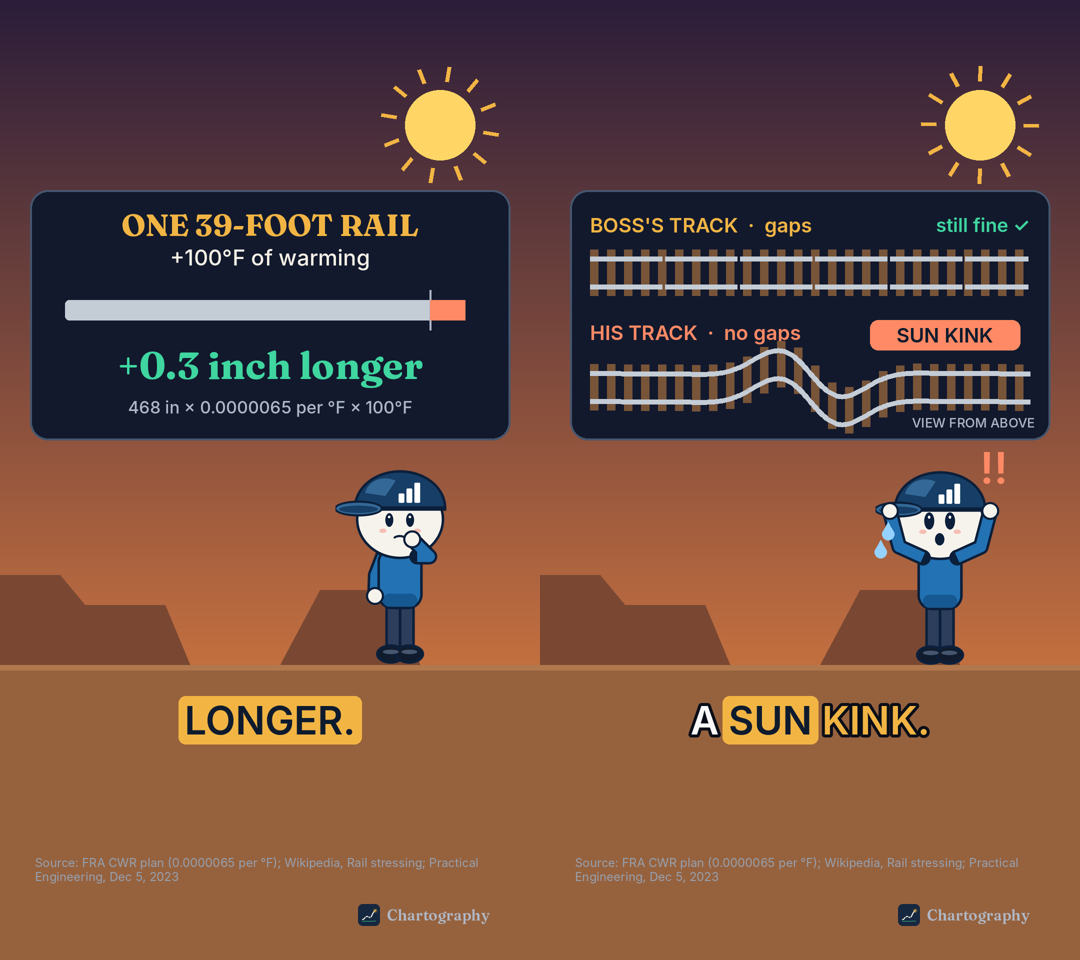 ONE 39-FOOT RAIL
+100°F of warming
+0.3 inch longer
468 in × 0.0000065 per °F × 100°F
LONGER.
Source: FRA CWR plan (0.0000065 per °F); Wikipedia, Rail stressing; Practical
Engineering, Dec 5, 2023
Chartography
BOSS'S TRACK · gaps
still fine ✓
HIS TRACK · no gaps
SUN KINK
VIEW FROM ABOVE
!!
A SUN KINK.
Source: FRA CWR plan (0.0000065 per °F); Wikipedia, Rail stressing; Practical
Engineering, Dec 5, 2023
Chartography